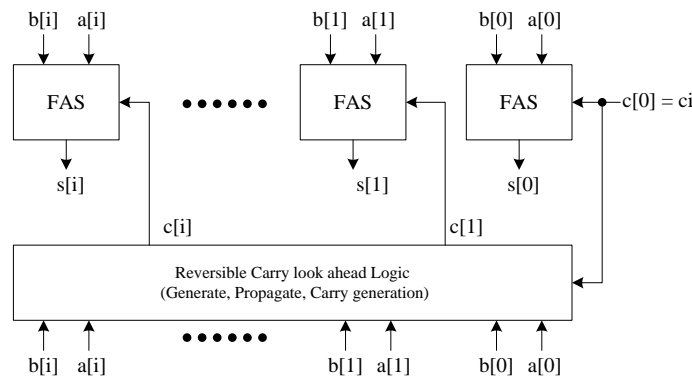 b[i] a[i] b[1] a[1] b[0] a[0]
FAS FAS FAS c[0] = ci
s[i] s[1] s[0]
c[i] c[1]
Reversible Carry look ahead Logic
(Generate, Propagate, Carry generation)
b[i] a[i] b[1] a[1] b[0] a[0]